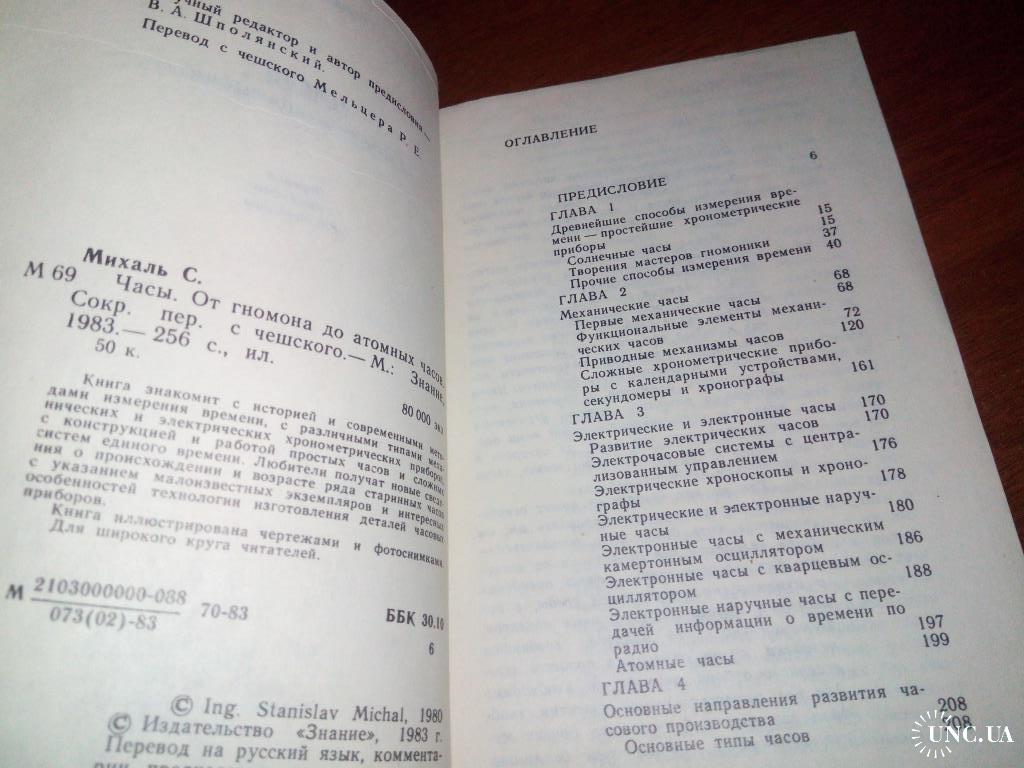 учный редактор и автор предисловия —
В. А. Шполянский.
Перевод с чешского Мельцера Р. Е.
Михаль С.
М 69 Часы. От гномона до атомных часов.
Сокр. пер. с чешского.— М.: Знание,
1983.— 256 с., ил.
50 к. 80 000 экз
Книга знакомит с историей и современными мето-
дами измерения времени, с различными типами меха-
нических и электрических хронометрических приборов,
с конструкцией и работой простых часов и сложных
систем единого времени. Любители получат новые сведе-
ния о происхождении и возрасте ряда старинных часов
с указанием малоизвестных экземпляров и интересных
особенностей технологии изготовления деталей часовых
приборов.
Книга иллюстрирована чертежами и фотоснимками.
Для широкого круга читателей.
М 2103000000-088 70-83
073(02)-83
ББК 30.10
6
© Ing. Stanislav Michal, 1980
© Издательство «Знание», 1983 г.
Перевод на русский язык, коммента-
ОГЛАВЛЕНИЕ
ПРЕДИСЛОВИЕ 6
ГЛАВА 1
Древнейшие способы измерения вре-
мени — простейшие хронометрические
приборы 15
Солнечные часы 15
Творения мастеров гномоники 37
Прочие способы измерения времени 40
ГЛАВА 2
Механические часы 68
Первые механические часы 68
Функциональные элементы механи-
ческих часов 72
Приводные механизмы часов 120
Сложные хронометрические прибо-
ры с календарными устройствами,
секундомеры и хронографы 161
ГЛАВА 3
Электрические и электронные часы 170
Развитие электрических часов 170
Электрочасовые системы с центра-
лизованным управлением 176
Электрические хроноскопы и хроно-
графы 178
Электрические и электронные наруч-
ные часы 180
Электронные часы с механическим
камертонным осциллятором 186
Электронные часы с кварцевым ос-
циллятором 188
Электронные наручные часы с пере-
дачей информации о времени по
радио 197
Атомные часы 199
ГЛАВА 4
Основные направления развития ча-
сового производства 208
Основные типы часов 208
UNC.UA